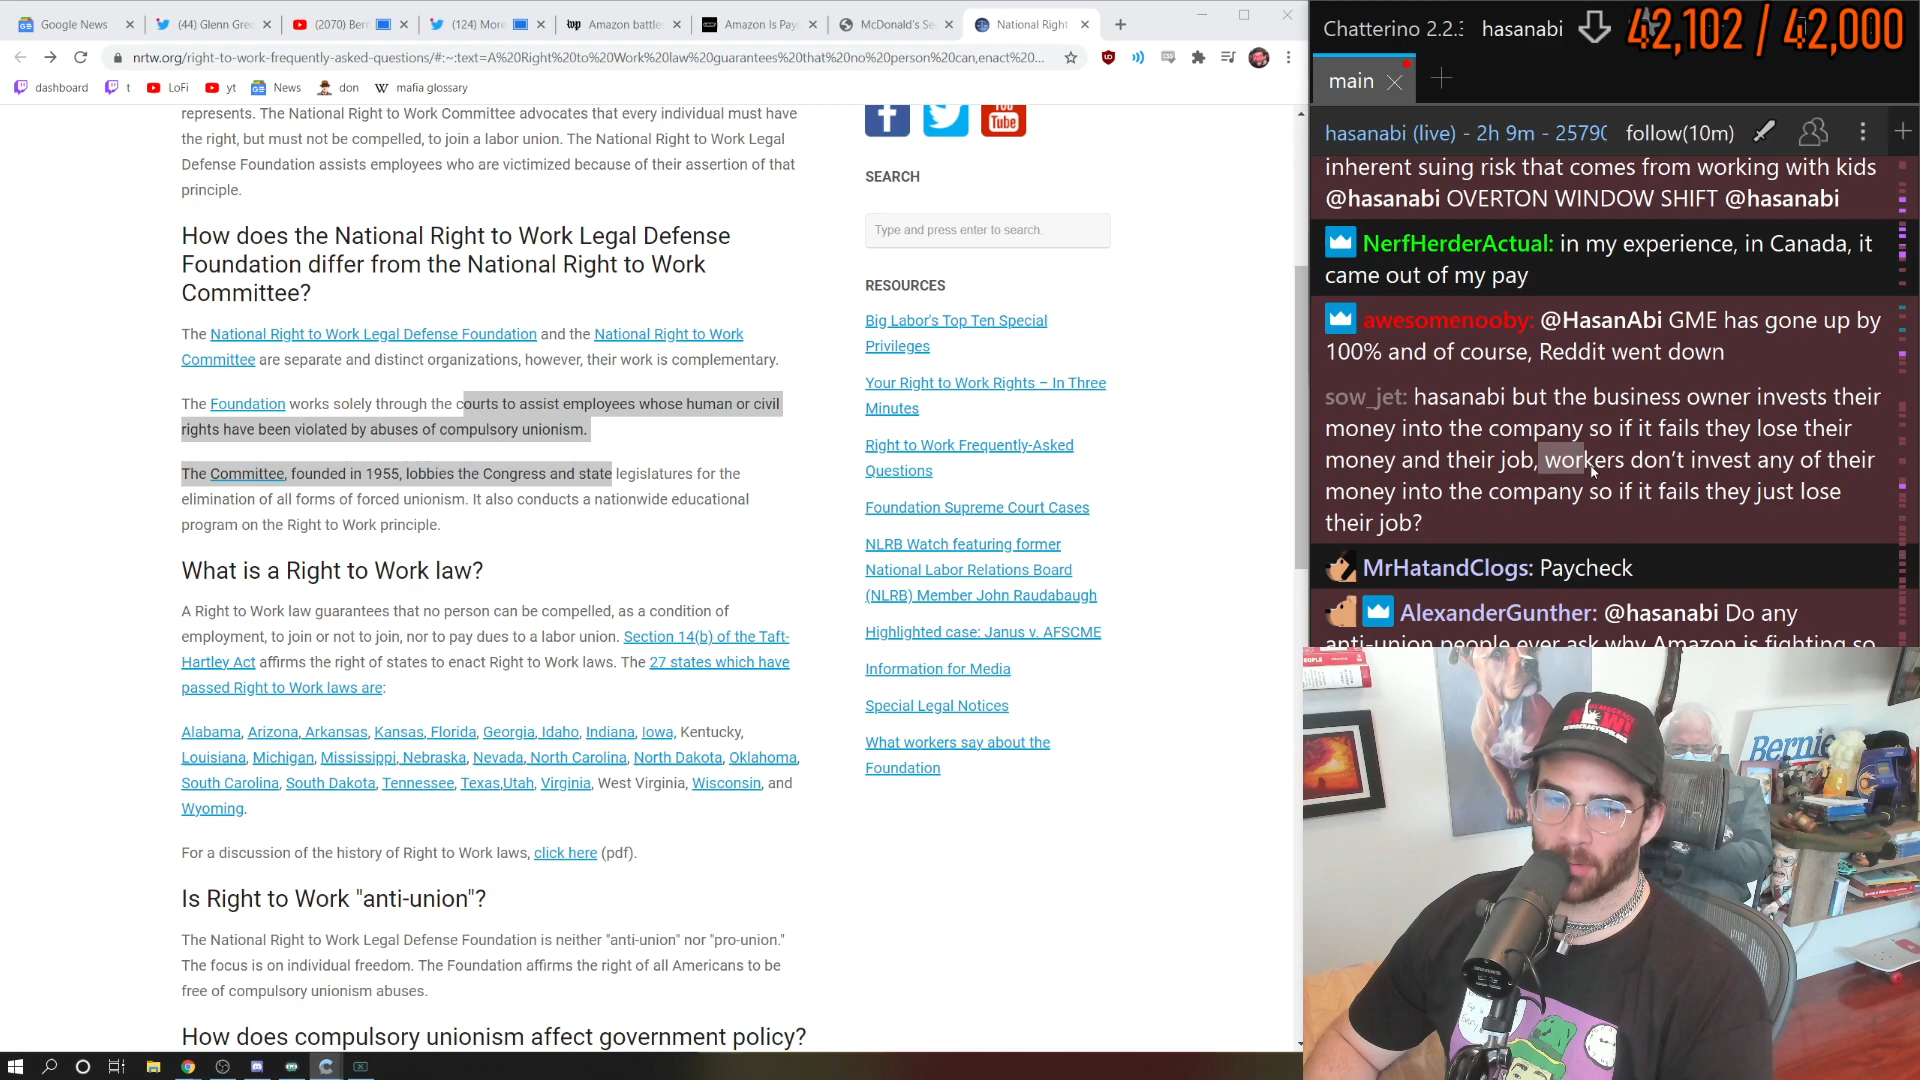 Google News
(44) Glenn Gree
(2070) Bern
(124) More
Amazon battle
Amazon Is Pay
McDonald's Se
National Right
nrtw.org/right-to-work-frequently-asked-questions/#:~:text=A%20Right%20to%20Work%20law%20guarantees%20that%20no%20person%20can,enact%20...
dashboard
t
LoFi
yt
News
don
mafia glossary
represents. The National Right to Work Committee advocates that every individual must have
the right, but must not be compelled, to join a labor union. The National Right to Work Legal
Defense Foundation assists employees who are victimized because of their assertion of that
principle.
How does the National Right to Work Legal Defense
Foundation differ from the National Right to Work
Committee?
The National Right to Work Legal Defense Foundation and the National Right to Work
Committee are separate and distinct organizations, however, their work is complementary.
The Foundation works solely through the courts to assist employees whose human or civil
rights have been violated by abuses of compulsory unionism.
The Committee, founded in 1955, lobbies the Congress and state legislatures for the
elimination of all forms of forced unionism. It also conducts a nationwide educational
program on the Right to Work principle.
What is a Right to Work law?
A Right to Work law guarantees that no person can be compelled, as a condition of
employment, to join or not to join, nor to pay dues to a labor union. Section 14(b) of the Taft-
Hartley Act affirms the right of states to enact Right to Work laws. The 27 states which have
passed Right to Work laws are:
Alabama, Arizona, Arkansas, Kansas, Florida, Georgia, Idaho, Indiana, Iowa, Kentucky,
Louisiana, Michigan, Mississippi, Nebraska, Nevada, North Carolina, North Dakota, Oklahoma,
South Carolina, South Dakota, Tennessee, Texas,Utah, Virginia, West Virginia, Wisconsin, and
Wyoming.
For a discussion of the history of Right to Work laws, click here (pdf).
Is Right to Work "anti-union"?
The National Right to Work Legal Defense Foundation is neither "anti-union" nor "pro-union."
The focus is on individual freedom. The Foundation affirms the right of all Americans to be
free of compulsory unionism abuses.
How does compulsory unionism affect government policy?
You
Tube
SEARCH
Type and press enter to search.
RESOURCES
Big Labor's Top Ten Special
Privileges
Your Right to Work Rights – In Three
Minutes
Right to Work Frequently-Asked
Questions
Foundation Supreme Court Cases
NLRB Watch featuring former
National Labor Relations Board
(NLRB) Member John Raudabaugh
Highlighted case: Janus v. AFSCME
Information for Media
Special Legal Notices
What workers say about the
Foundation
Chatterino 2.2.
hasanabi
42,102 / 42,000
main
hasanabi (live) - 2h 9m - 2579
follow(10m)
inherent suing risk that comes from working with kids
@hasanabi OVERTON WINDOW SHIFT @hasanabi
NerfHerderActual: in my experience, in Canada, it
came out of my pay
awesomenooby: @HasanAbi GME has gone up by
100% and of course, Reddit went down
sow_jet: hasanabi but the business owner invests their
money into the company so if it fails they lose their
money and their job, workers don't invest any of their
money into the company so if it fails they just lose
their job?
MrHatandClogs: Paycheck
AlexanderGunther: @hasanabi Do any
anti-union people ever ask why Amazon is fighting so
Bernie